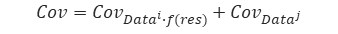 Cov = Cov_{Data^{i}·f(res)} + Cov_{Data^{j}}